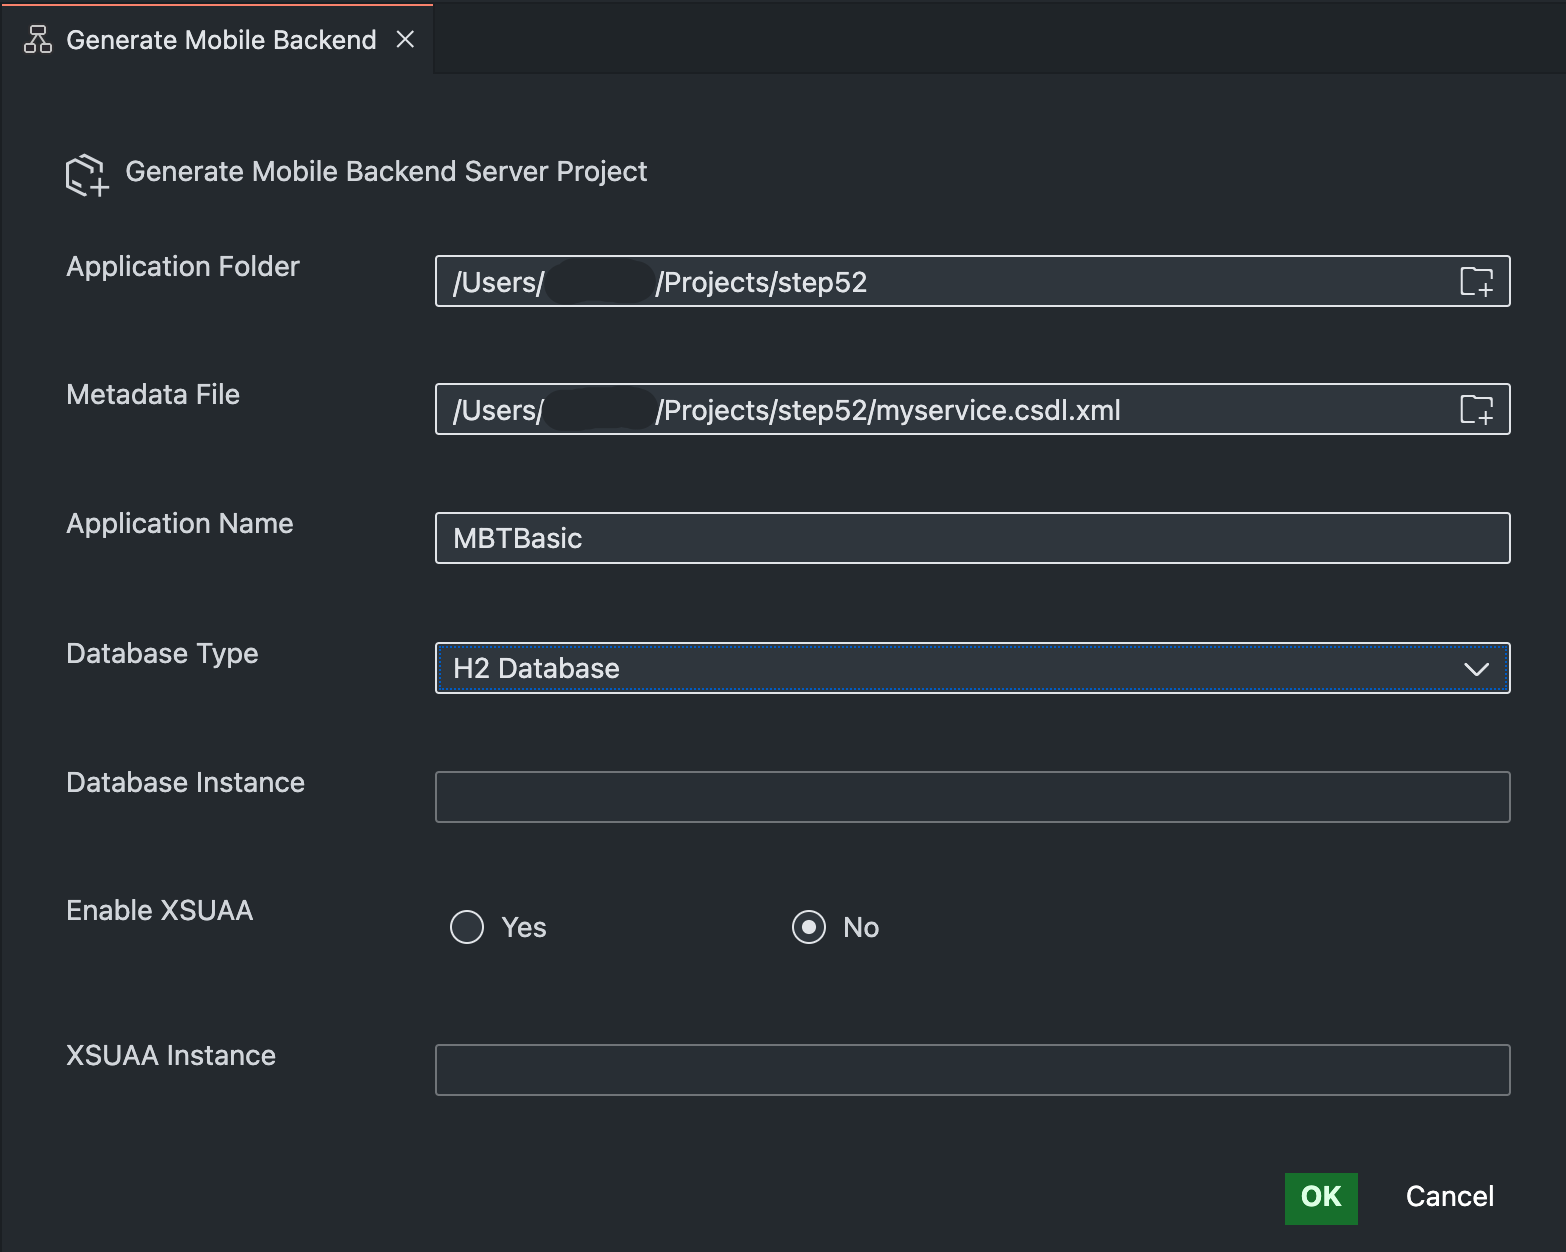 Generate Mobile Backend
Generate Mobile Backend Server Project
Application Folder
/Users/ /Projects/step52
Metadata File
/Users/ /Projects/step52/myservice.csdl.xml
Application Name
MBTBasic
Database Type
H2 Database
Database Instance
Enable XSUAA
Yes No
XSUAA Instance
OK Cancel